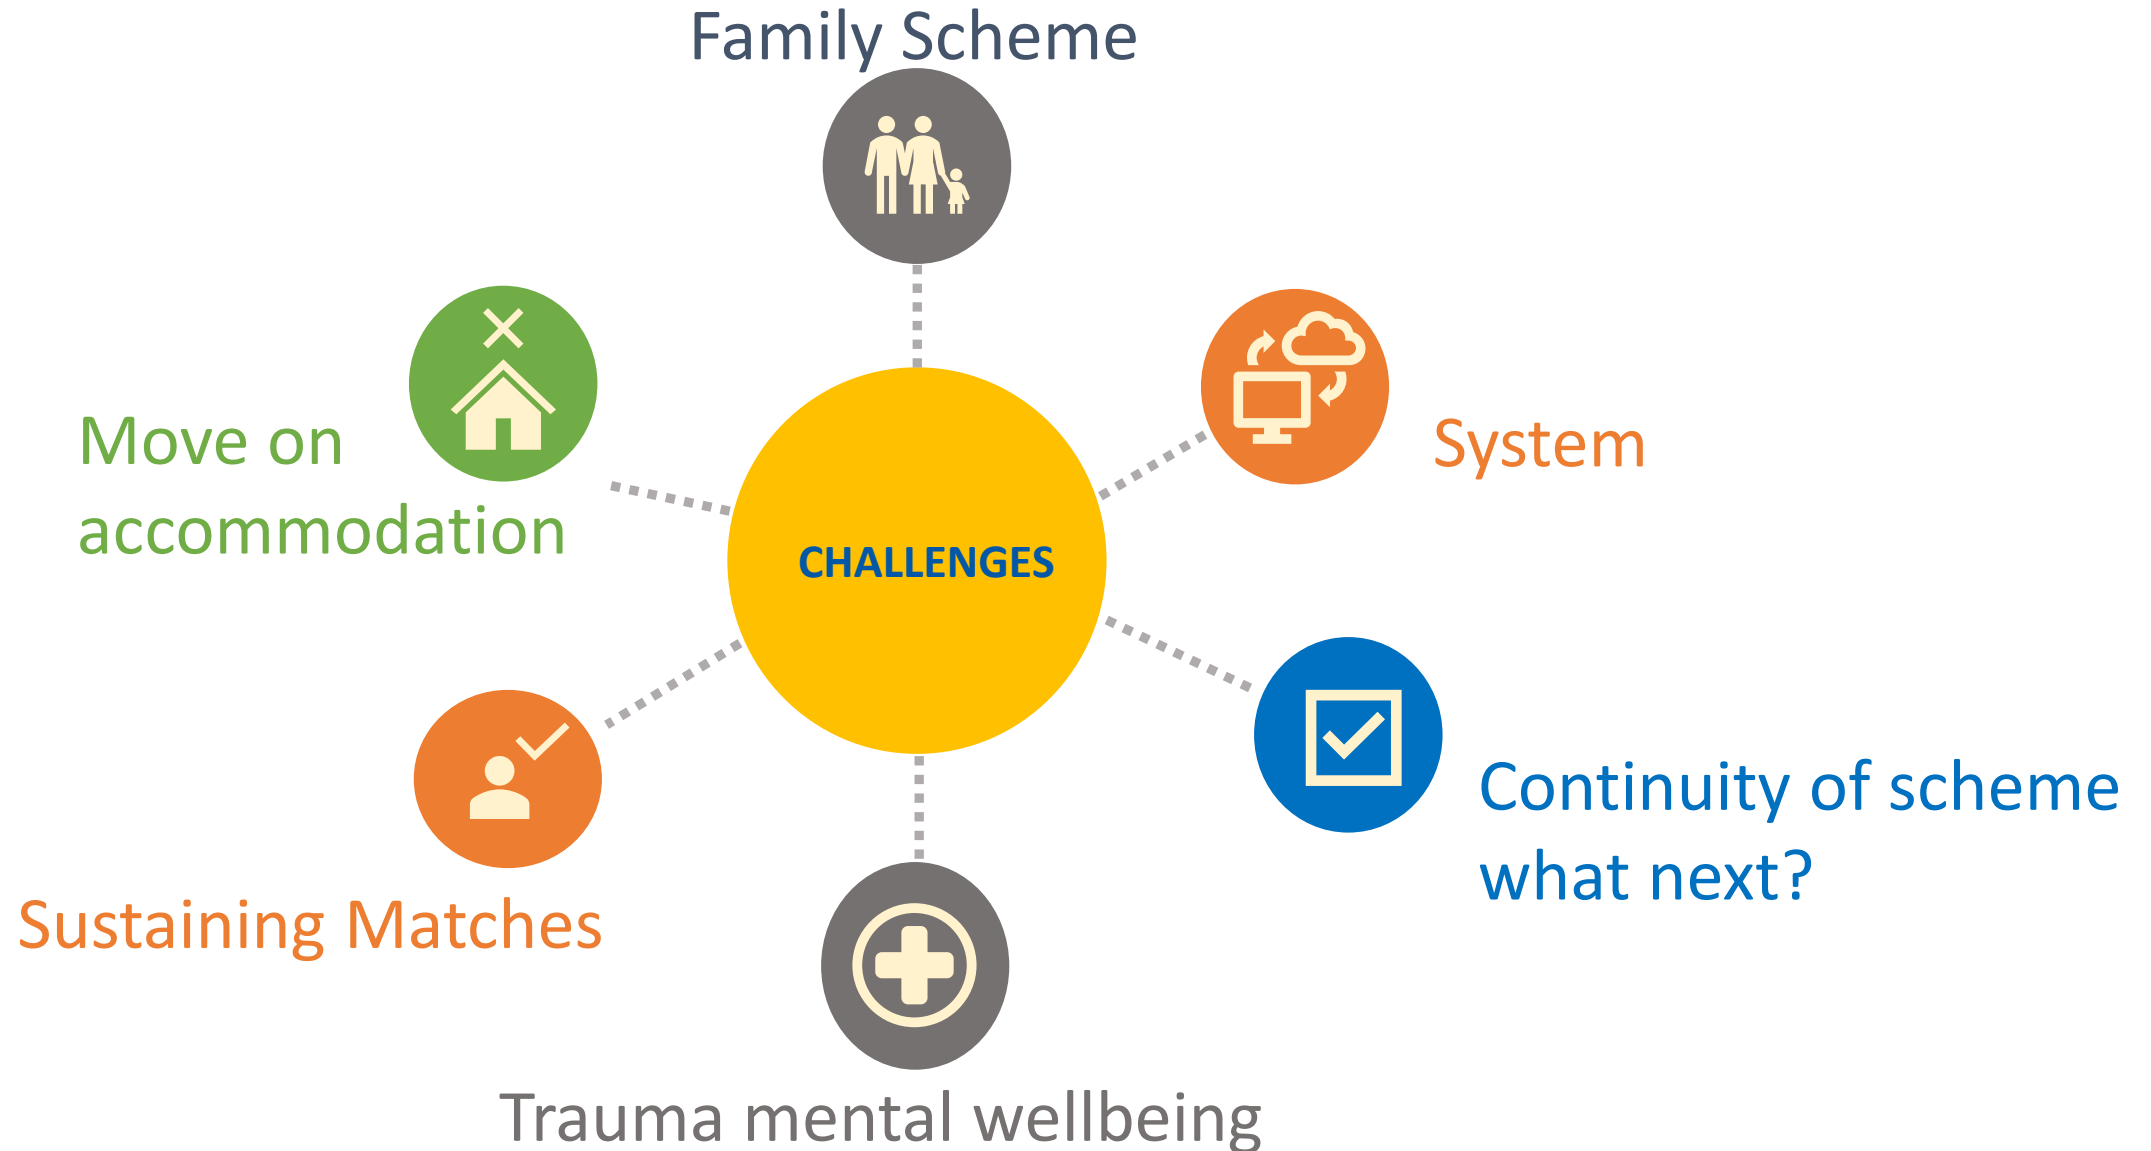 Family Scheme
System
Move on
accommodation
CHALLENGES
Continuity of scheme
what next?
Sustaining Matches
Trauma mental wellbeing